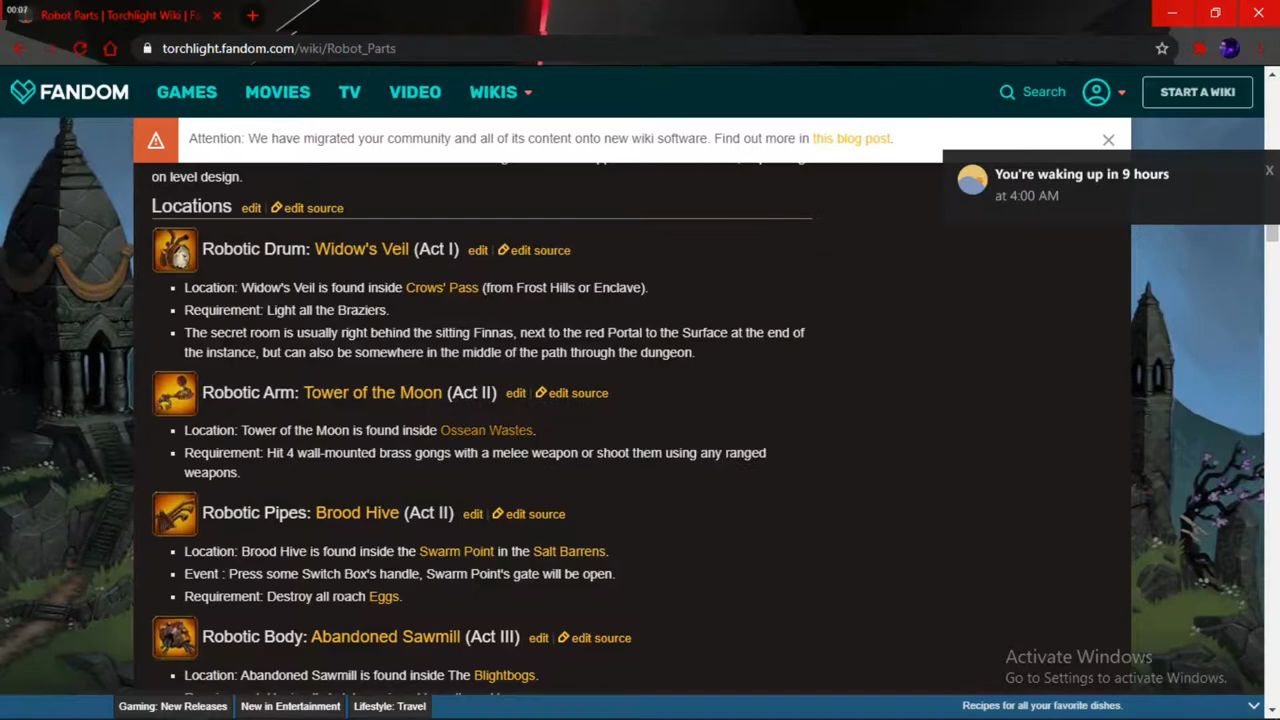 00:07
Robot Parts | Torchlight Wiki | Fa
torchlight.fandom.com/wiki/Robot_Parts
FANDOM GAMES MOVIES TV VIDEO WIKIS Search START A WIKI
Attention: We have migrated your community and all of its content onto new wiki software. Find out more in this blog post.
You're waking up in 9 hours
at 4:00 AM
X
on level design.
Locations edit edit source
Robotic Drum: Widow's Veil (Act I) edit edit source
Location: Widow's Veil is found inside Crows' Pass (from Frost Hills or Enclave).
Requirement: Light all the Braziers.
The secret room is usually right behind the sitting Finnas, next to the red Portal to the Surface at the end of
the instance, but can also be somewhere in the middle of the path through the dungeon.
Robotic Arm: Tower of the Moon (Act II) edit edit source
Location: Tower of the Moon is found inside Ossean Wastes.
Requirement: Hit 4 wall-mounted brass gongs with a melee weapon or shoot them using any ranged
weapons.
Robotic Pipes: Brood Hive (Act II) edit edit source
Location: Brood Hive is found inside the Swarm Point in the Salt Barrens.
Event : Press some Switch Box's handle, Swarm Point's gate will be open.
Requirement: Destroy all roach Eggs.
Robotic Body: Abandoned Sawmill (Act III) edit edit source
Location: Abandoned Sawmill is found inside The Blightbogs.
Activate Windows
Go to Settings to activate Windows.
Gaming: New Releases New in Entertainment Lifestyle: Travel Recipes for all your favorite dishes.